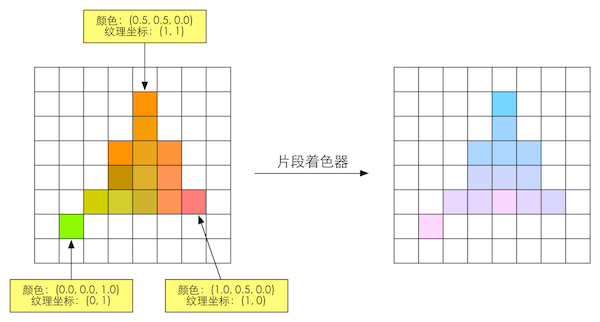 颜色：(0.5, 0.5, 0.0)
纹理坐标：(1, 1)
片段着色器
颜色：(0.0, 0.0, 1.0)
纹理坐标：(0, 1)
颜色：(1.0, 0.5, 0.0)
纹理坐标：(1, 0)